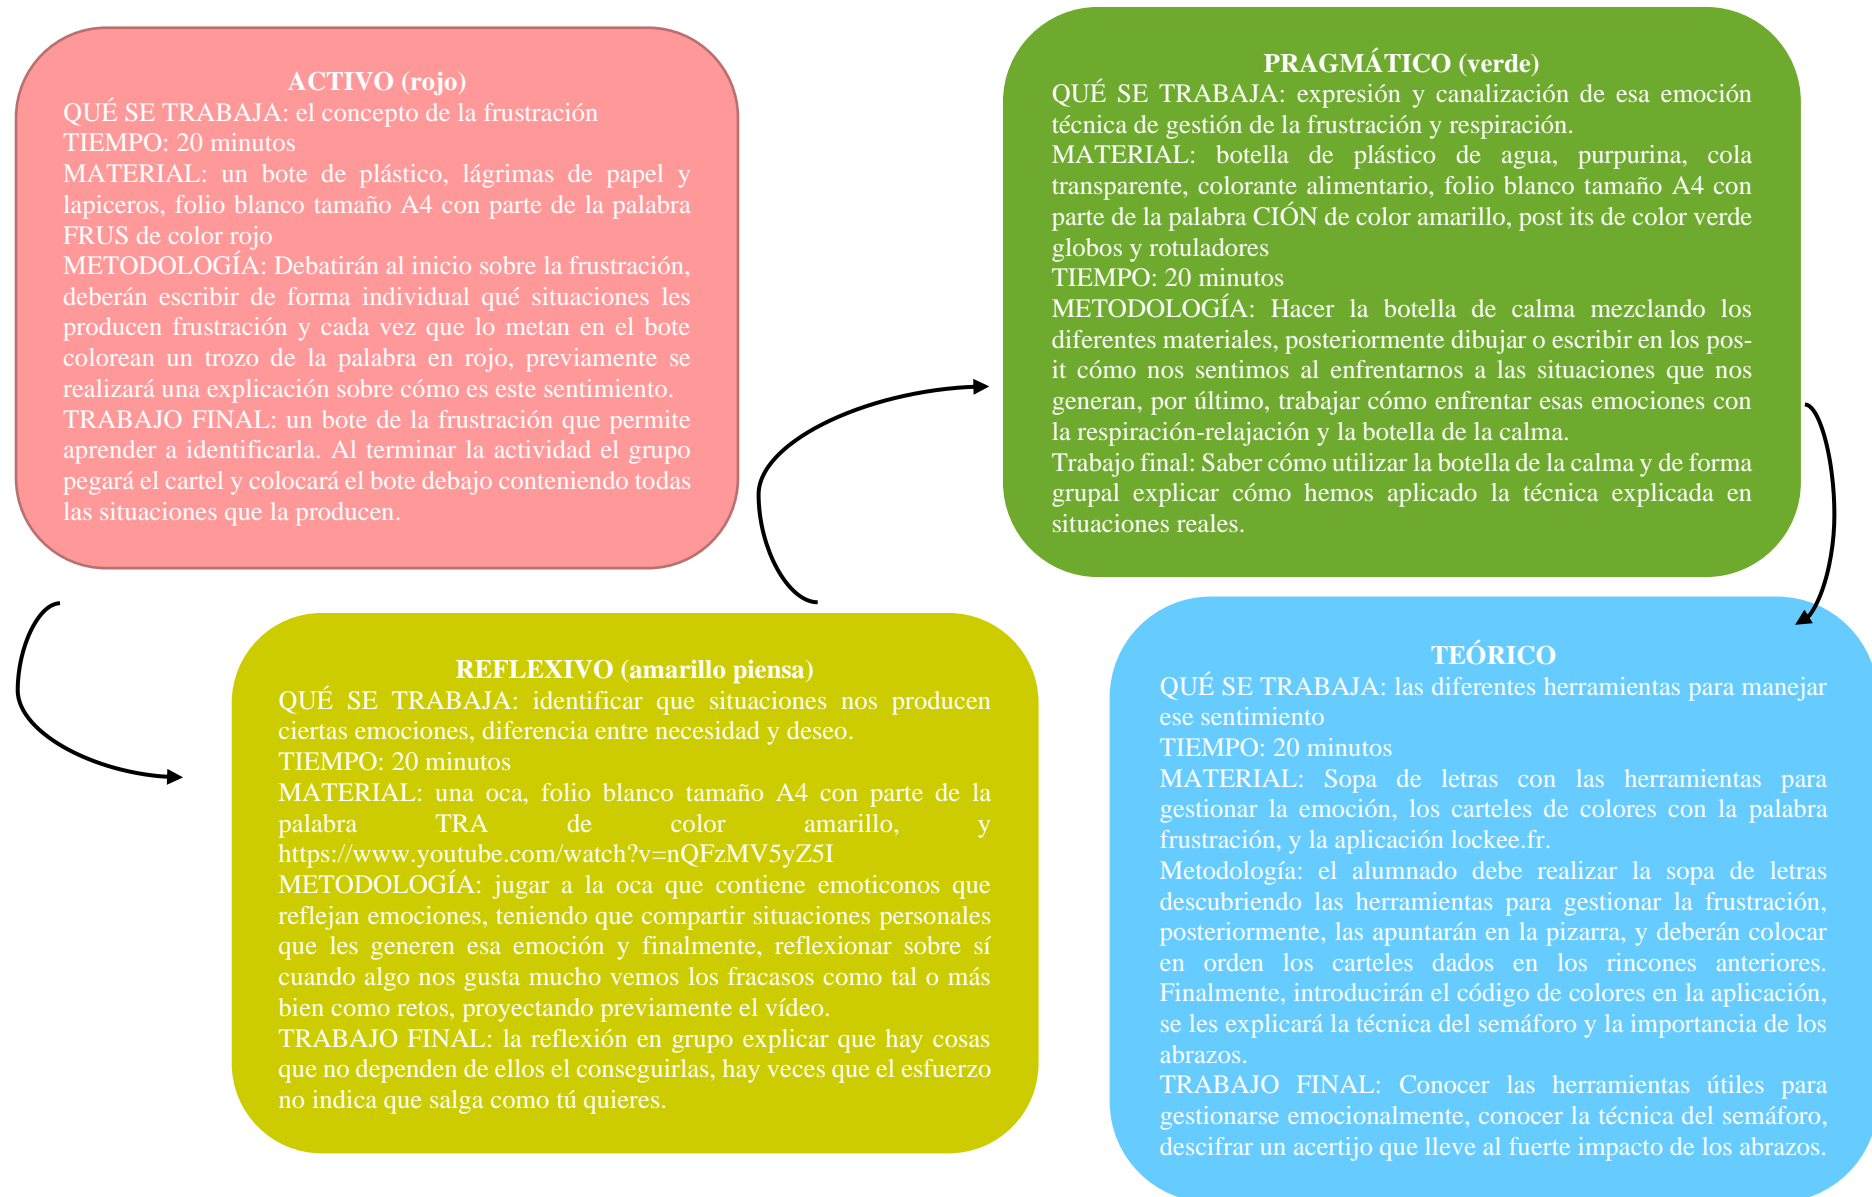 ACTIVO (rojo)
QUÉ SE TRABAJA: el concepto de la frustración
TIEMPO: 20 minutos
MATERIAL: un bote de plástico, lágrimas de papel y
lapiceros, folio blanco tamaño A4 con parte de la palabra
FRUS de color rojo
METODOLOGÍA: Debatirán al inicio sobre la frustración,
deberán escribir de forma individual qué situaciones les
producen frustración y cada vez que lo metan en el bote
colorean un trozo de la palabra en rojo, previamente se
realizará una explicación sobre cómo es este sentimiento.
TRABAJO FINAL: un bote de la frustración que permite
aprender a identificarla. Al terminar la actividad el grupo
pegará el cartel y colocará el bote debajo conteniendo todas
las situaciones que la producen.
REFLEXIVO (amarillo piensa)
QUÉ SE TRABAJA: identificar que situaciones nos producen
ciertas emociones, diferencia entre necesidad y deseo.
TIEMPO: 20 minutos
MATERIAL: una oca, folio blanco tamaño A4 con parte de la
palabra TRA de color amarillo, y
https://www.youtube.com/watch?v=nQFzMV5yZ5I
METODOLOGÍA: jugar a la oca que contiene emoticonos que
reflejan emociones, teniendo que compartir situaciones personales
que les generen esa emoción y finalmente, reflexionar sobre sí
cuando algo nos gusta mucho vemos los fracasos como tal o más
bien como retos, proyectando previamente el vídeo.
TRABAJO FINAL: la reflexión en grupo explicar que hay cosas
que no dependen de ellos el conseguirlas, hay veces que el esfuerzo
no indica que salga como tú quieres.
PRAGMÁTICO (verde)
QUÉ SE TRABAJA: expresión y canalización de esa emoción
técnica de gestión de la frustración y respiración.
MATERIAL: botella de plástico de agua, purpurina, cola
transparente, colorante alimentario, folio blanco tamaño A4 con
parte de la palabra CIÓN de color amarillo, post its de color verde
globos y rotuladores
TIEMPO: 20 minutos
METODOLOGÍA: Hacer la botella de calma mezclando los
diferentes materiales, posteriormente dibujar o escribir en los pos-
it cómo nos sentimos al enfrentarnos a las situaciones que nos
generan, por último, trabajar cómo enfrentar esas emociones con
la respiración-relajación y la botella de la calma.
Trabajo final: Saber cómo utilizar la botella de la calma y de forma
grupal explicar cómo hemos aplicado la técnica explicada en
situaciones reales.
TEÓRICO
QUÉ SE TRABAJA: las diferentes herramientas para manejar
ese sentimiento
TIEMPO: 20 minutos
MATERIAL: Sopa de letras con las herramientas para
gestionar la emoción, los carteles de colores con la palabra
frustración, y la aplicación lockee.fr.
Metodología: el alumnado debe realizar la sopa de letras
descubriendo las herramientas para gestionar la frustración,
posteriormente, las apuntarán en la pizarra, y deberán colocar
en orden los carteles dados en los rincones anteriores.
Finalmente, introducirán el código de colores en la aplicación,
se les explicará la técnica del semáforo y la importancia de los
abrazos.
TRABAJO FINAL: Conocer las herramientas útiles para
gestionarse emocionalmente, conocer la técnica del semáforo,
descifrar un acertijo que lleve al fuerte impacto de los abrazos.